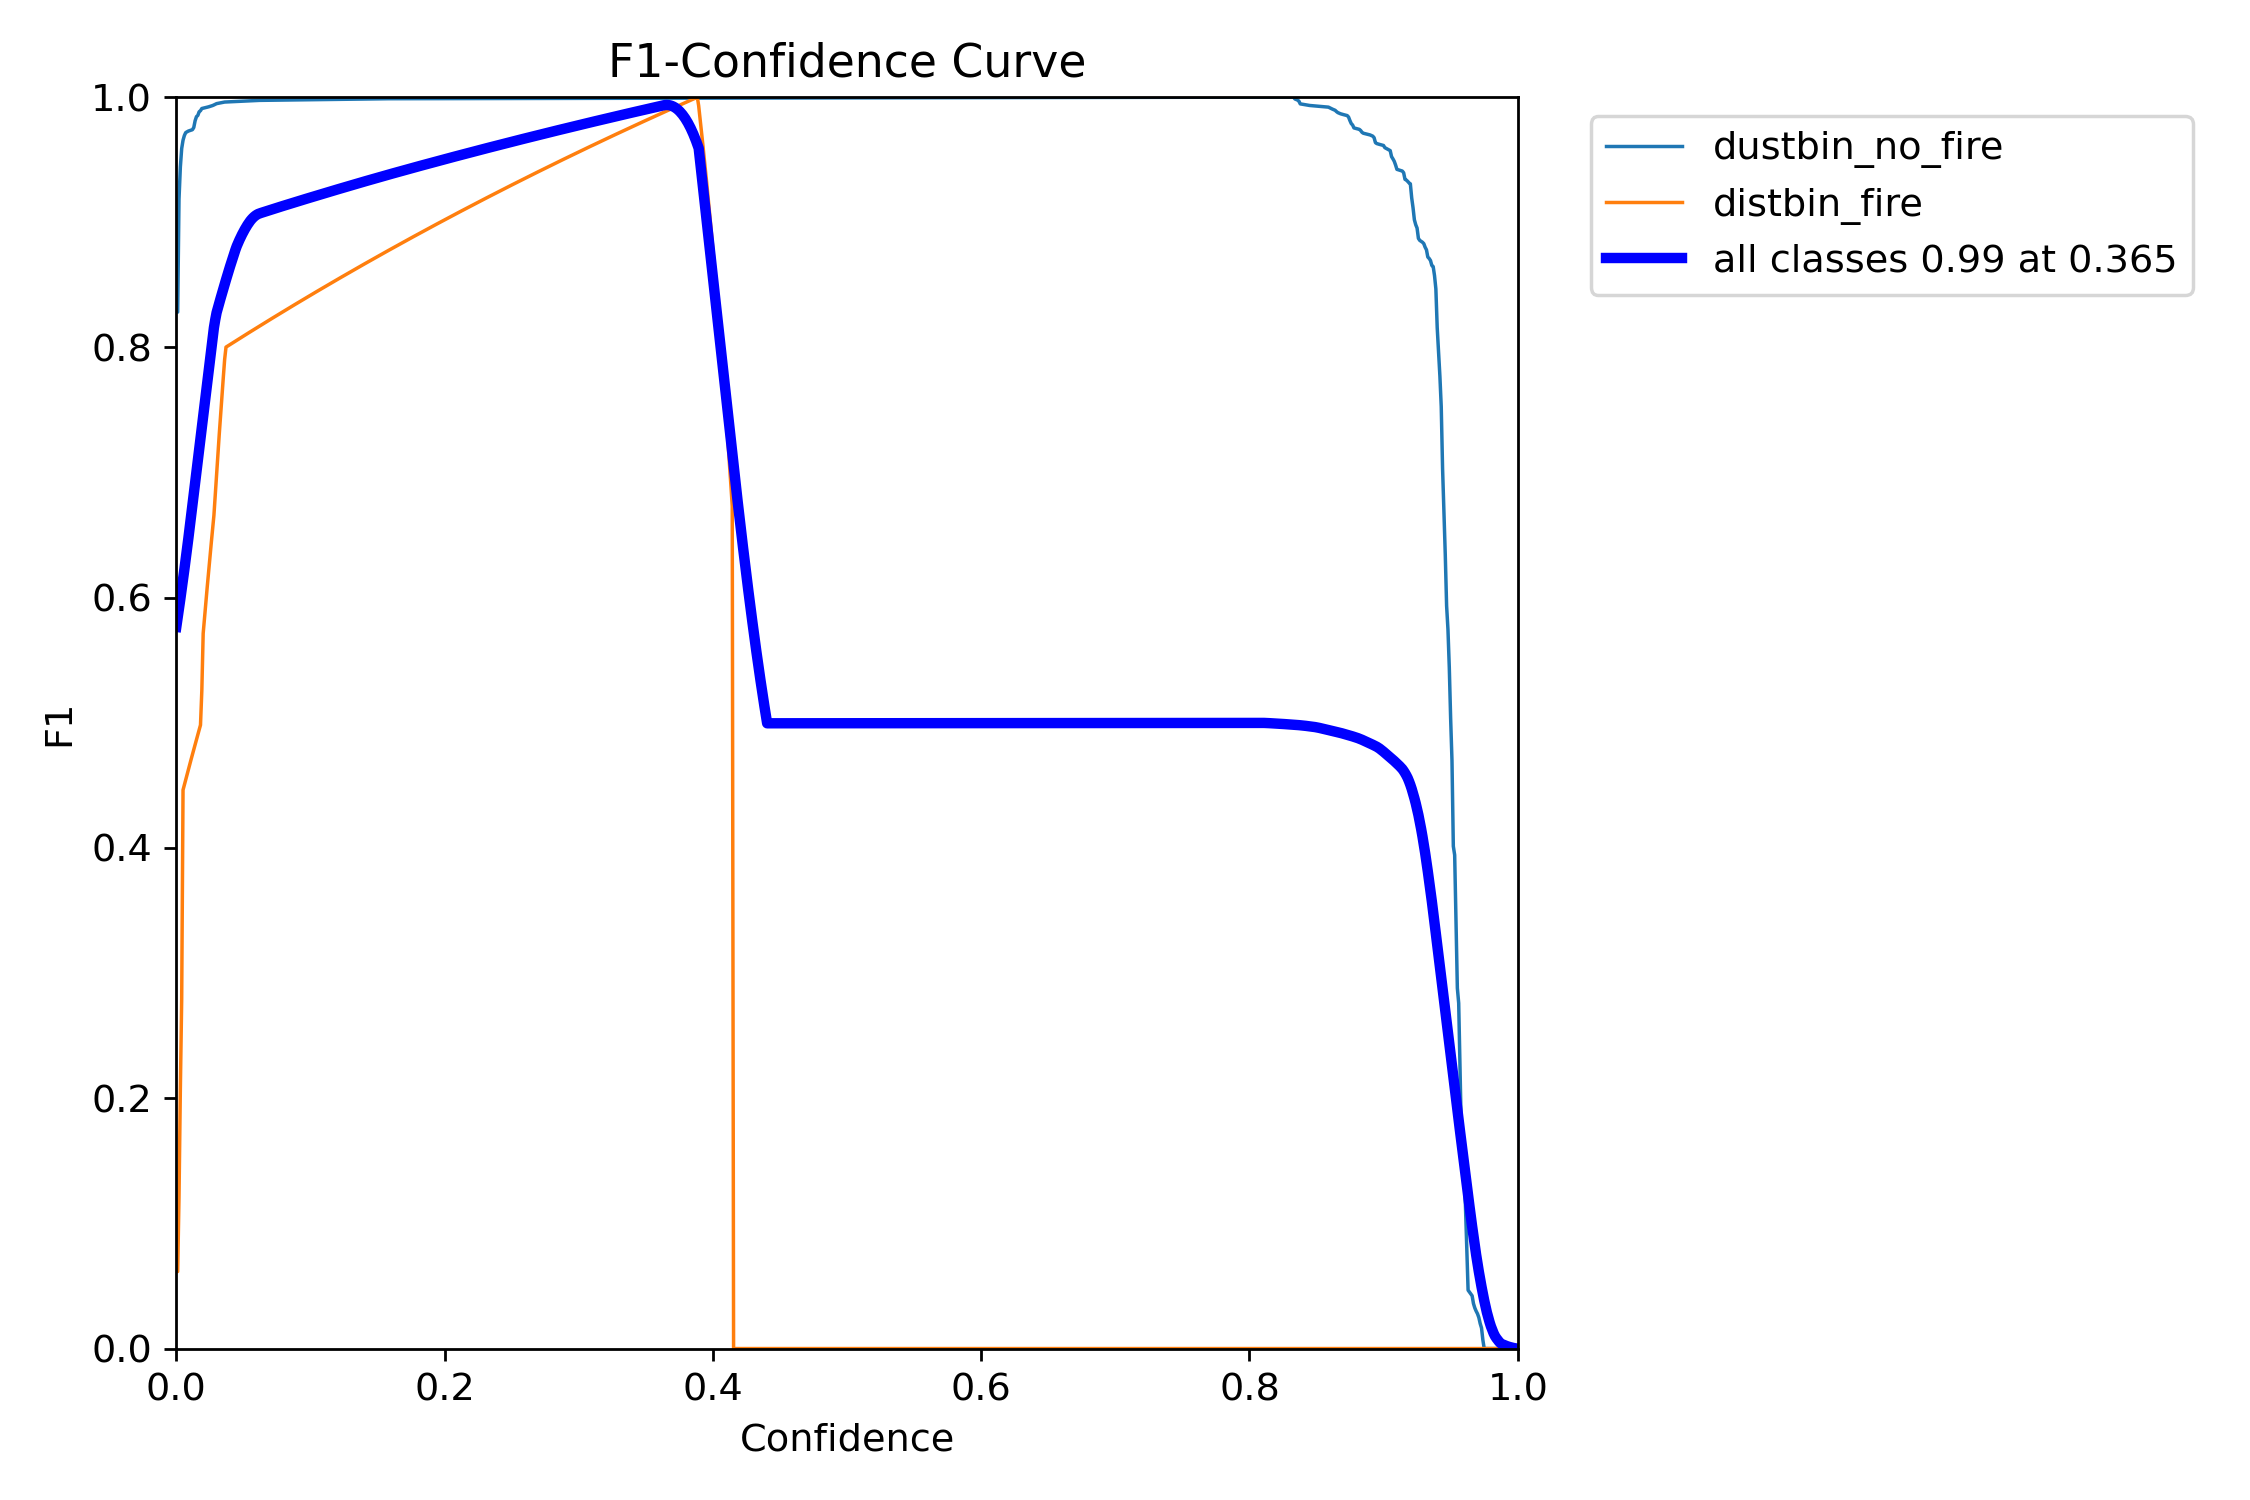 F1-Confidence Curve
1.0
0.8
0.6
0.4
0.2
0.0
F1
0.0 0.2 0.4 0.6 0.8 1.0
Confidence
dustbin_no_fire
distbin_fire
all classes 0.99 at 0.365